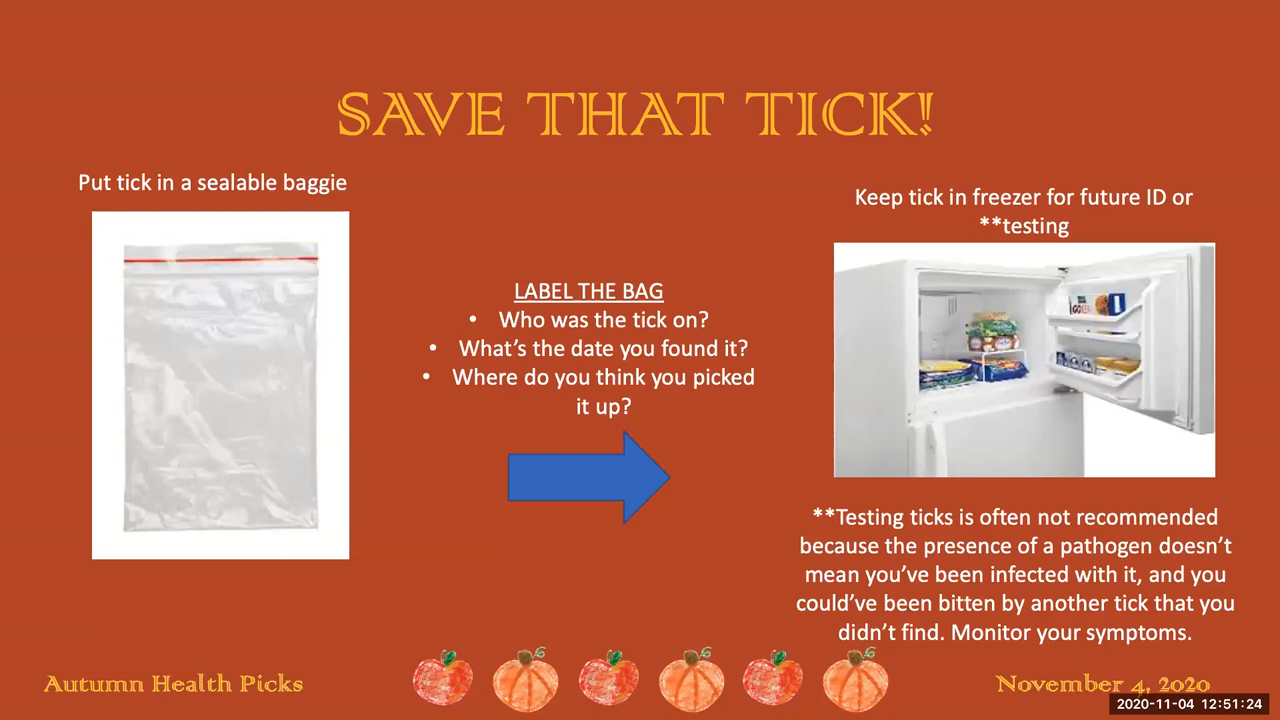 SAVE THAT TICK!
Put tick in a sealable baggie
Keep tick in freezer for future ID or
**testing
LABEL THE BAG
• Who was the tick on?
• What's the date you found it?
• Where do you think you picked
it up?
**Testing ticks is often not recommended
because the presence of a pathogen doesn't
mean you've been infected with it, and you
could've been bitten by another tick that you
didn't find. Monitor your symptoms.
Autumn Health Picks
November 4, 2020
2020-11-04 12:51:24